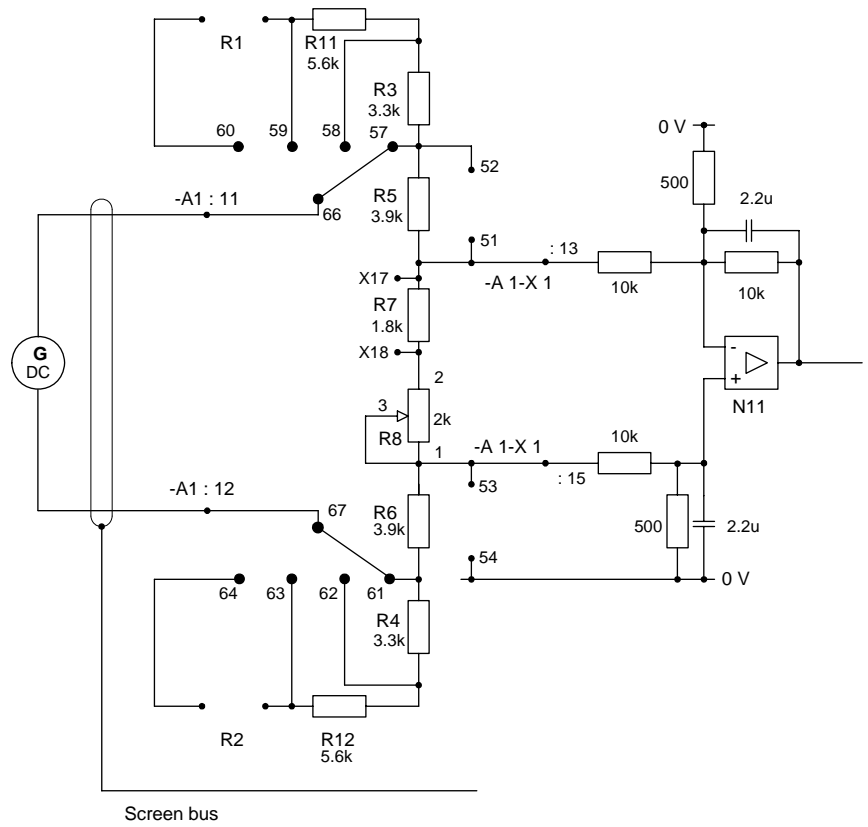 R1
R11
5.6k
R3
3.3k
60
59
58
57
0 V
52
500
2.2u
-A1 : 11
66
R5
3.9k
51
: 13
-A 1-X 1
10k
10k
X17
R7
1.8k
X18
G
DC
-
+
N11
2
3
2k
R8
1
-A 1-X 1
10k
: 15
53
-A1 : 12
67
R6
3.9k
500
2.2u
54
0 V
64
63
62
61
R4
3.3k
R2
R12
5.6k
Screen bus